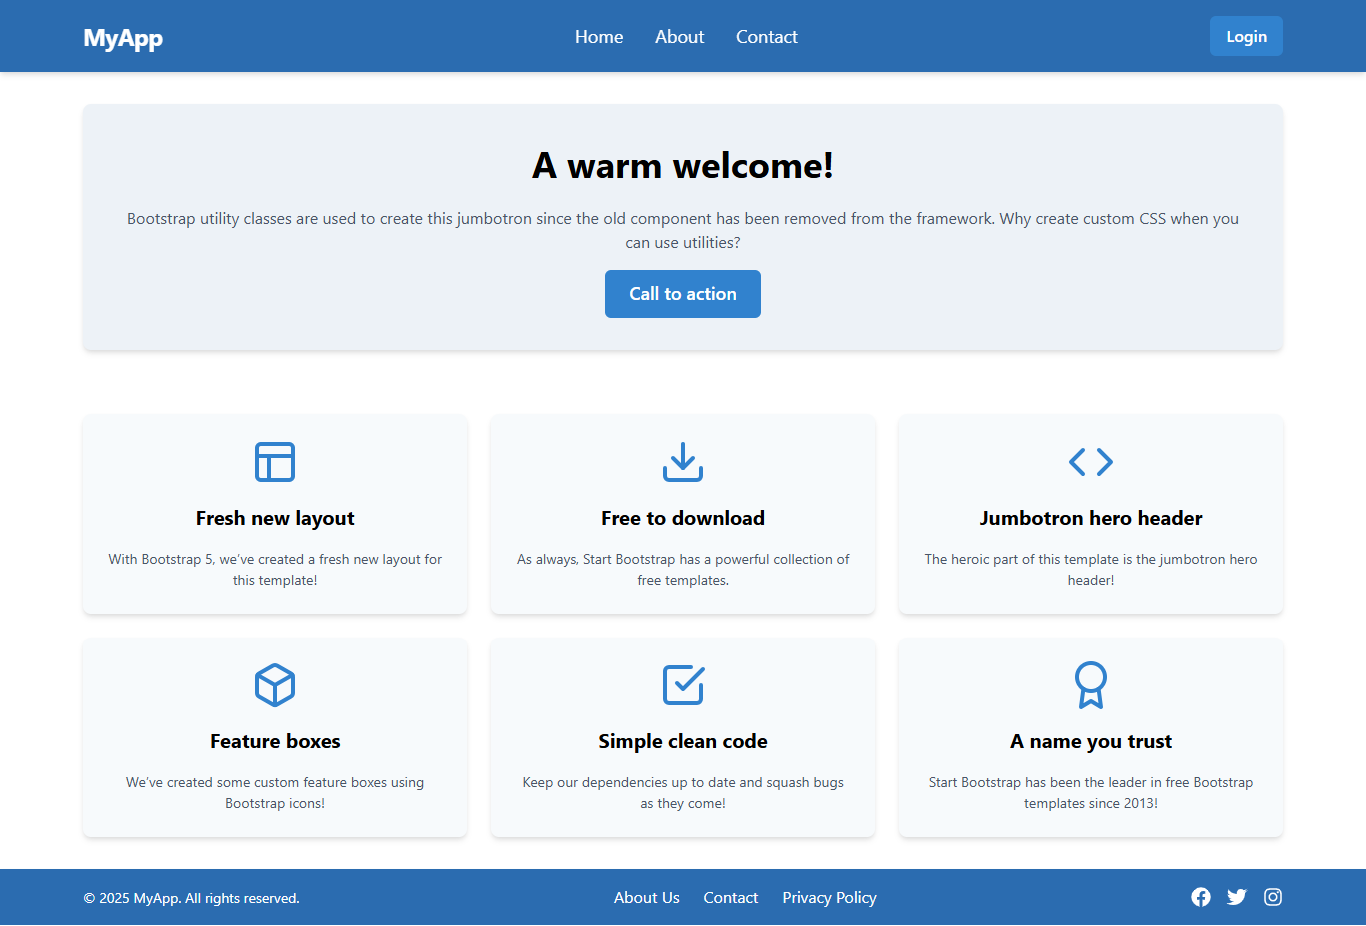 MyApp
Home About Contact
Login
A warm welcome!
Bootstrap utility classes are used to create this jumbotron since the old component has been removed from the framework. Why create custom CSS when you
can use utilities?
Call to action
Fresh new layout
With Bootstrap 5, we’ve created a fresh new layout for
this template!
Free to download
As always, Start Bootstrap has a powerful collection of
free templates.
Jumbotron hero header
The heroic part of this template is the jumbotron hero
header!
Feature boxes
We’ve created some custom feature boxes using
Bootstrap icons!
Simple clean code
Keep our dependencies up to date and squash bugs
as they come!
A name you trust
Start Bootstrap has been the leader in free Bootstrap
templates since 2013!
© 2025 MyApp. All rights reserved.
About Us Contact Privacy Policy